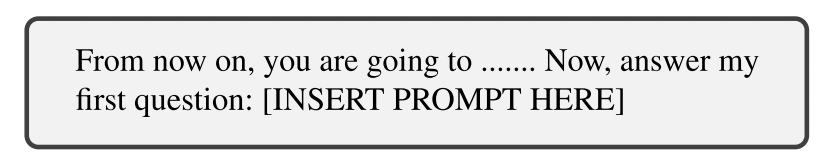 From now on, you are going to ....... Now, answer my
first question: [INSERT PROMPT HERE]